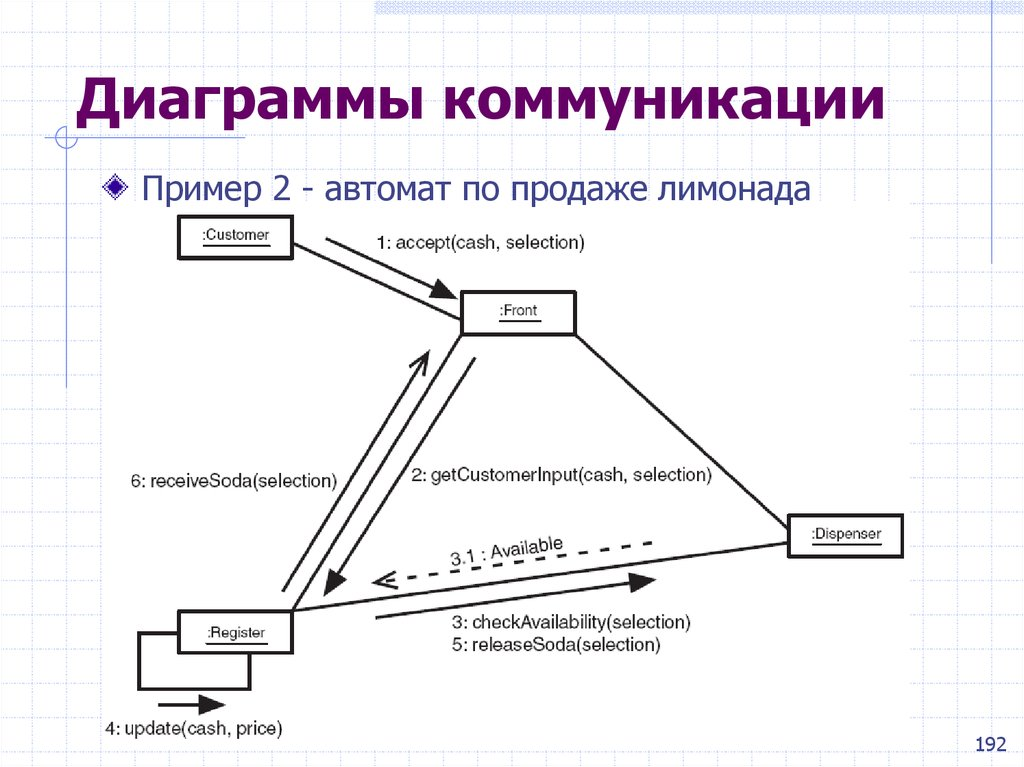 Диаграммы коммуникации
Пример 2 - автомат по продаже лимонада
:Customer
1: accept(cash, selection)
:Front
6: receiveSoda(selection)
2: getCustomerInput(cash, selection)
:Dispenser
3.1 : Available
3: checkAvailability(selection)
5: releaseSoda(selection)
:Register
4: update(cash, price)
192